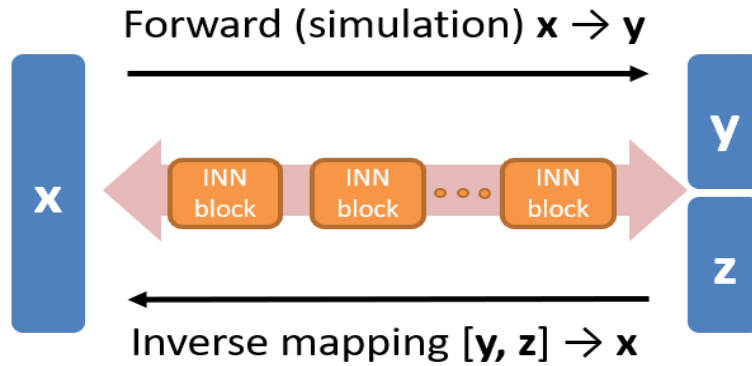 Forward (simulation) x → y
x
INN
block
INN
block
INN
block
y
z
Inverse mapping [y, z] → x